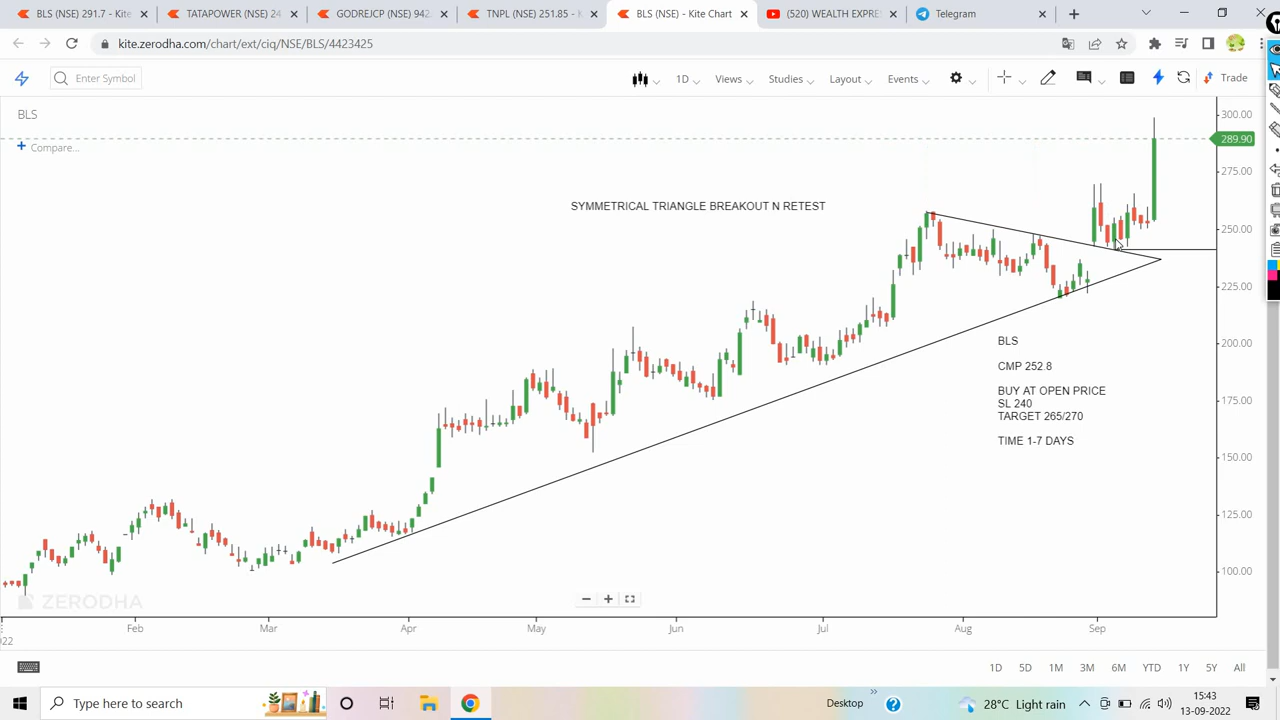 BLS (NSE) 291.7 - Kite
TATAPOWER (NSE) 24
GODREJCP (NSE) 942.
TNPL (NSE) 251.85 - K
BLS (NSE) - Kite Chart
(520) WEALTH EXPRE
Telegram
kite.zerodha.com/chart/ext/ciq/NSE/BLS/4423425
Enter Symbol
1D
Views
Studies
Layout
Events
Trade
BLS
Compare...
SYMMETRICAL TRIANGLE BREAKOUT N RETEST
300.00
289.90
275.00
250.00
225.00
200.00
175.00
150.00
125.00
100.00
BLS
CMP 252.8
BUY AT OPEN PRICE
SL 240
TARGET 265/270
TIME 1-7 DAYS
ZERODHA
Feb
Mar
Apr
May
Jun
Jul
Aug
Sep
22
1D
5D
1M
3M
6M
YTD
1Y
5Y
All
Type here to search
Desktop
28°C Light rain
15:43
13-09-2022